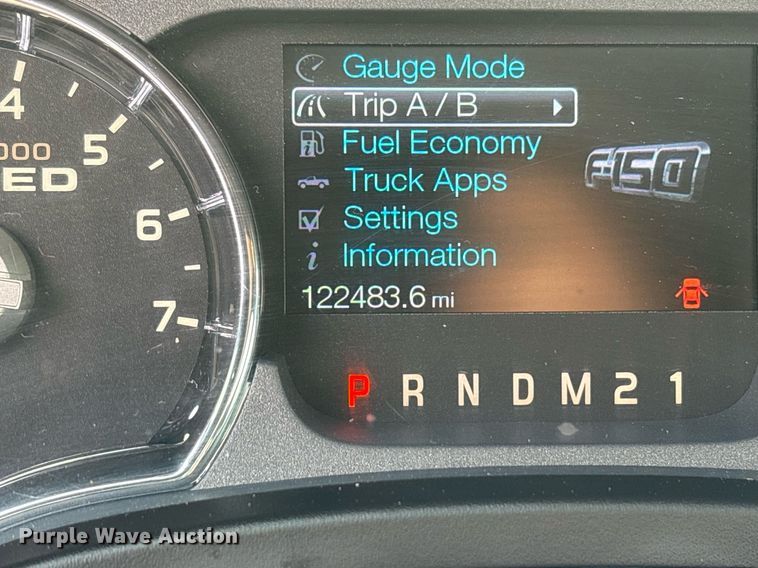 4
5
000
ED
6
7
Gauge Mode
Trip A / B
Fuel Economy
Truck Apps
Settings
Information
F-150
122483.6 mi
P R N D M 2 1
Purple Wave Auction